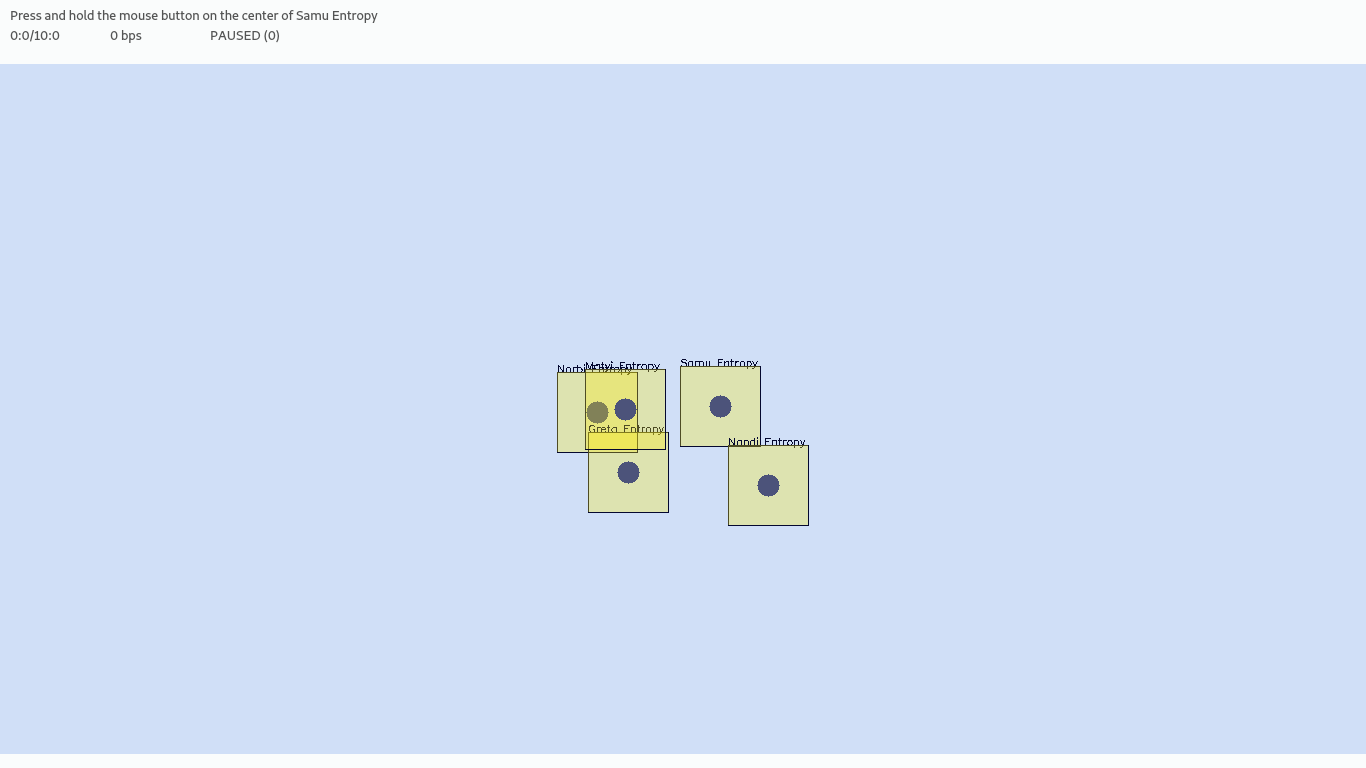 Press and hold the mouse button on the center of Samu Entropy
0:0/10:0 0 bps PAUSED (0)
Samu Entropy
Matyi Entropy
Norbi Entropy
Greta Entropy
Nandi Entropy